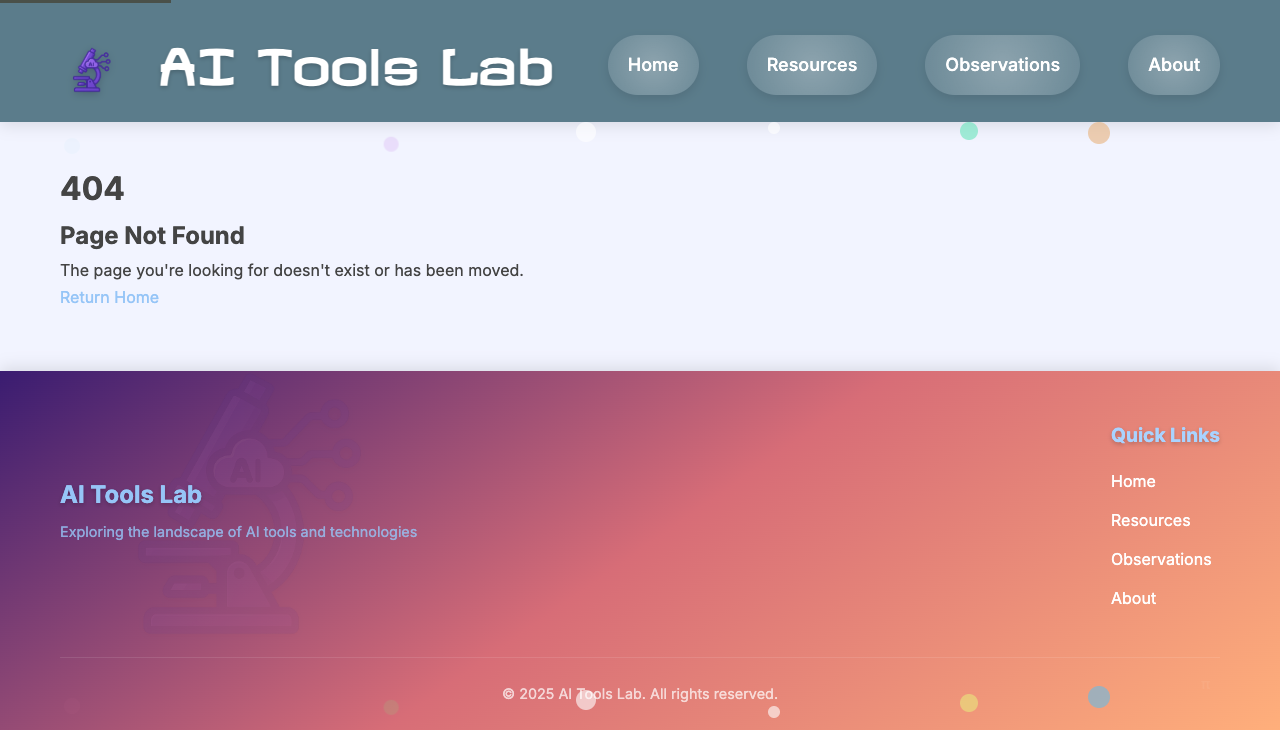 AI Tools Lab
Home
Resources
Observations
About
404
Page Not Found
The page you're looking for doesn't exist or has been moved.
Return Home
AI
AI Tools Lab
Exploring the landscape of AI tools and technologies
Quick Links
Home
Resources
Observations
About
© 2025 AI Tools Lab. All rights reserved.